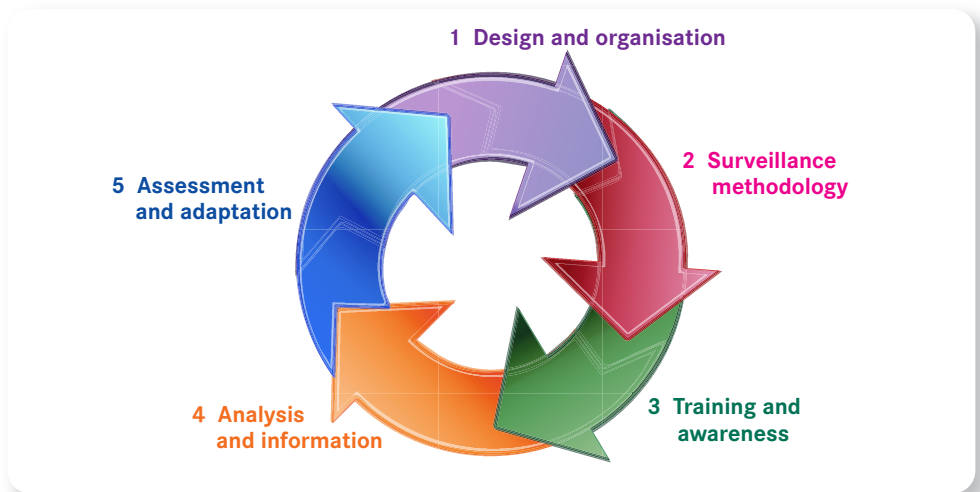 1 Design and organisation
2 Surveillance
methodology
3 Training and
awareness
4 Analysis
and information
5 Assessment
and adaptation